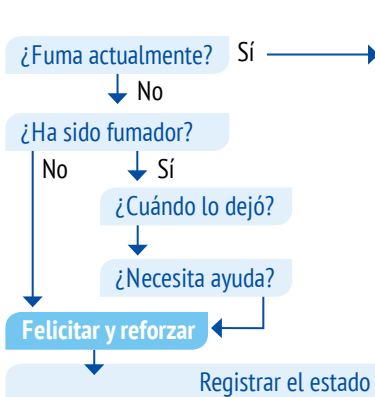 ¿Fuma actualmente? Sí
No
¿Ha sido fumador?
No Sí
¿Cuándo lo dejó?
¿Necesita ayuda?
Felicitar y reforzar
Registrar el estado